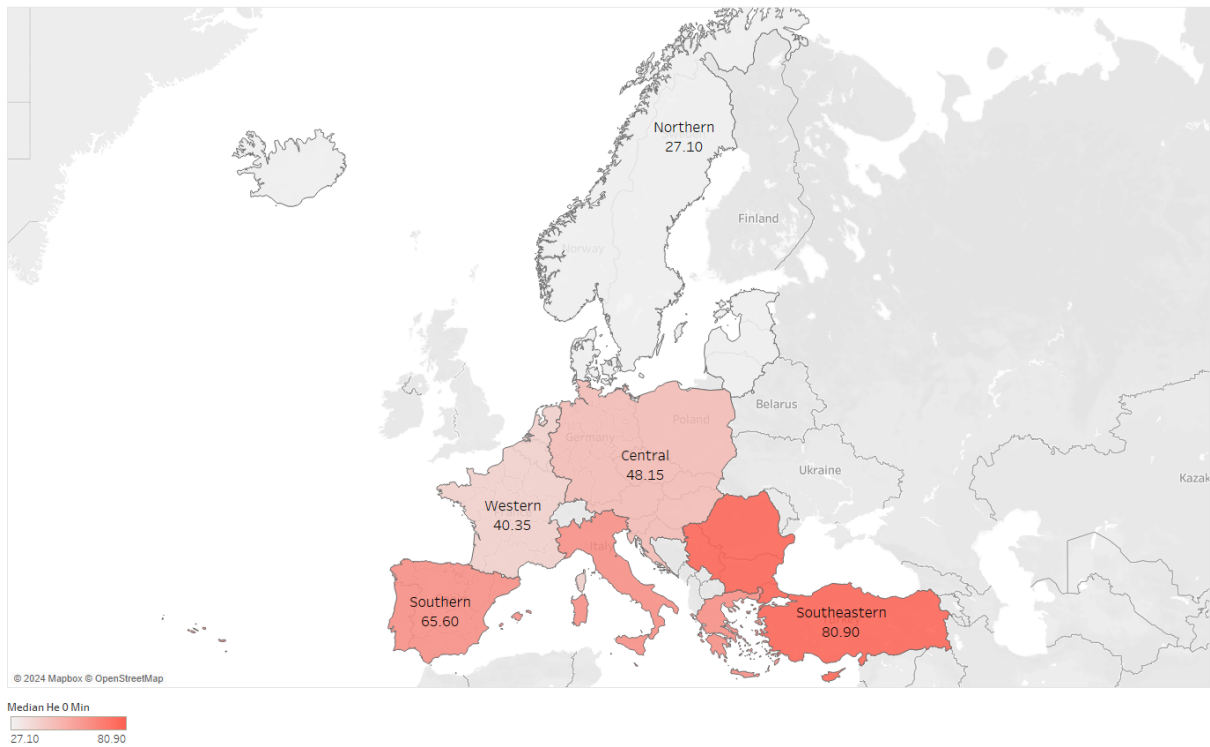 Northern
27.10
Finland
Norway
Belarus
Poland
Germany
Central
48.15
Ukraine
Kazak
Western
40.35
Italy
Southern
65.60
Southeastern
80.90
© 2024 Mapbox © OpenStreetMap
Median He 0 Min
27.10 80.90